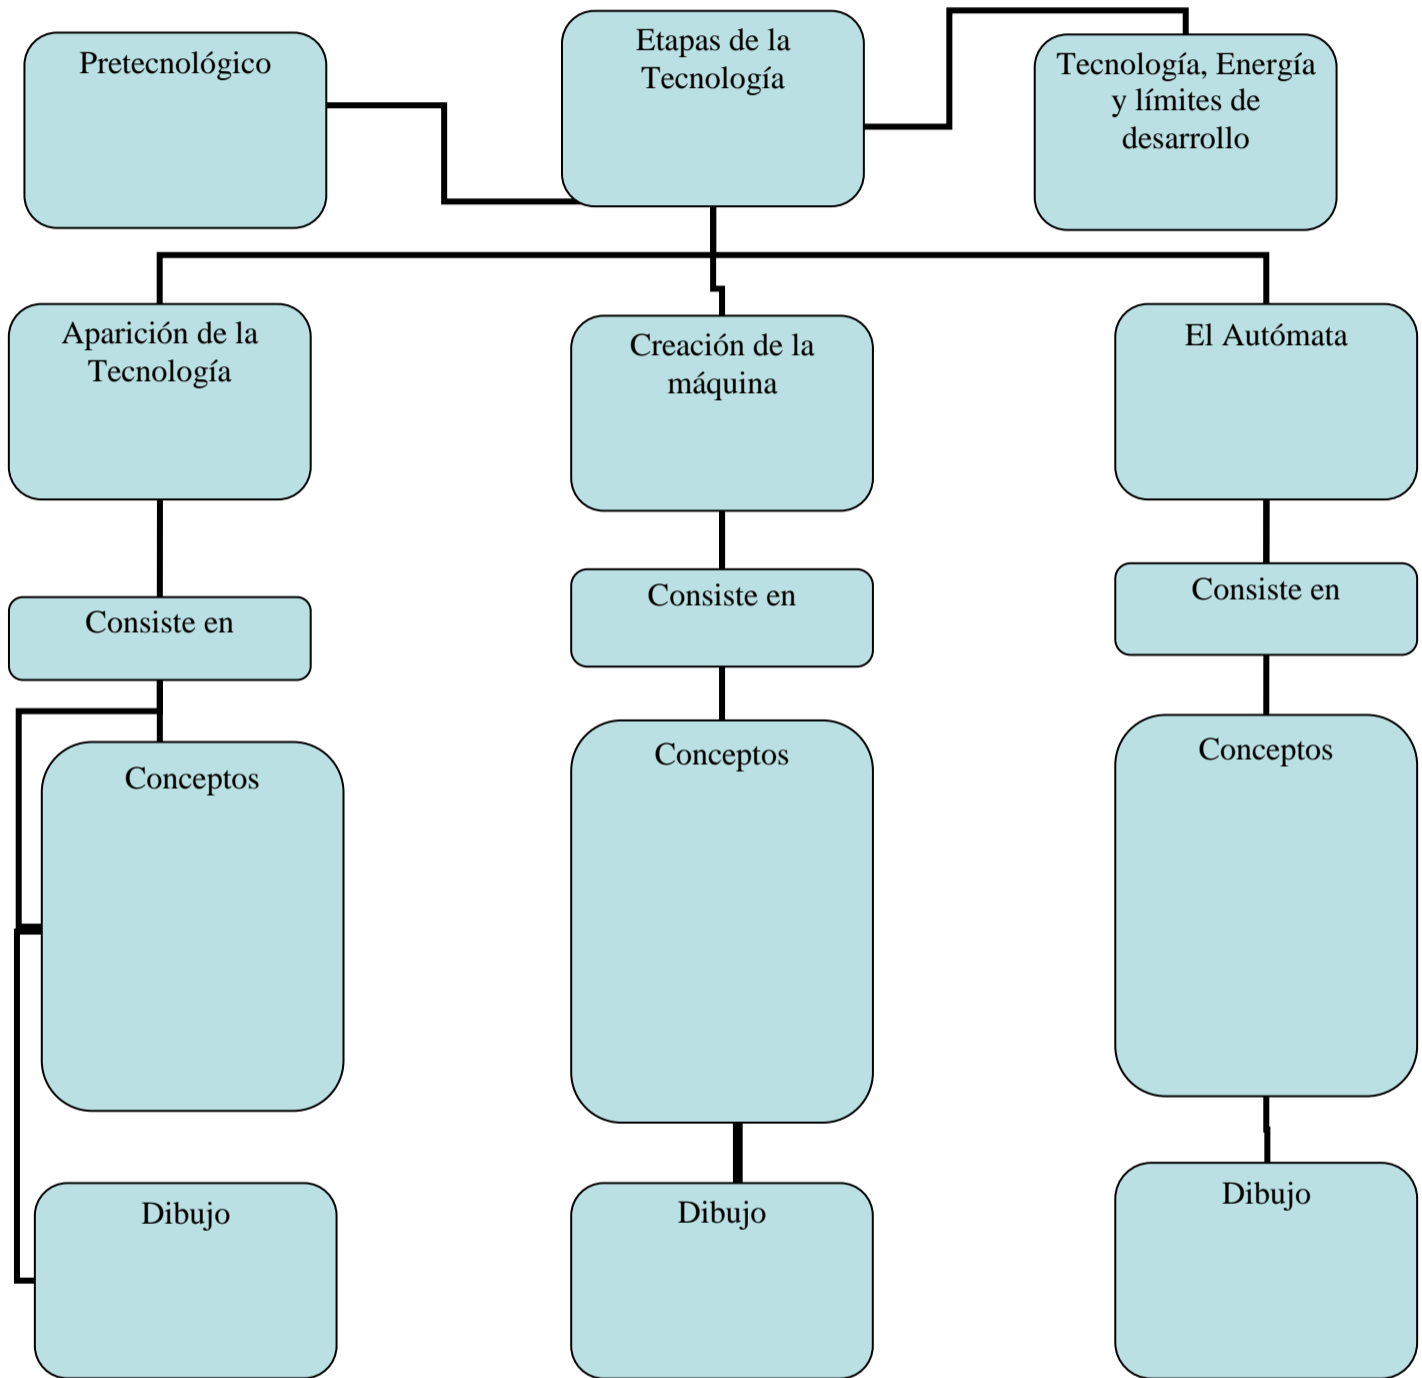 Pretecnológico
Etapas de la
Tecnología
Tecnología, Energía
y límites de
desarrollo
Aparición de la
Tecnología
Creación de la
máquina
El Autómata
Consiste en
Consiste en
Consiste en
Conceptos
Conceptos
Conceptos
Dibujo
Dibujo
Dibujo